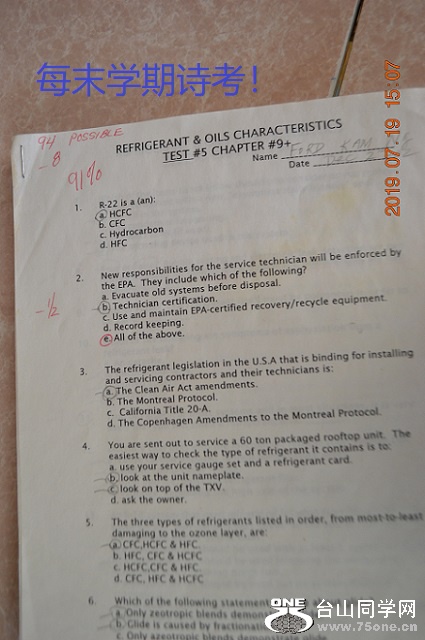 每末学期诗考!
94 POSSIBLE
-8
91%
REFRIGERANT & OILS CHARACTERISTICS
TEST #5 CHAPTER #9+
Name FORD KAM
Date DEC
2019.07.19 15:07
1. R-22 is a (an):
a. HCFC
b. CFC
c. Hydrocarbon
d. HFC
2. New responsibilities for the service technician will be enforced by
the EPA. They include which of the following?
a. Evacuate old systems before disposal.
-1/2
b. Technician certification.
c. Use and maintain EPA-certified recovery/recycle equipment.
d. Record keeping.
e. All of the above.
3. The refrigerant legislation in the U.S.A that is binding for installing
and servicing contractors and their technicians is:
a. The Clean Air Act amendments.
b. The Montreal Protocol.
c. California Title 20-A.
d. The Copenhagen Amendments to the Montreal Protocol.
4. You are sent out to service a 60 ton packaged rooftop unit. The
easiest way to check the type of refrigerant it contains is to:
a. use your service gauge set and a refrigerant card.
b. look at the unit nameplate.
c. look on top of the TXV.
d. ask the owner.
5. The three types of refrigerants listed in order, from most-to-least
damaging to the ozone layer, are:
a. CFC,HCFC & HFC.
b. HFC, CFC & HCFC
c. HCFC,CFC & HFC.
d. CFC, HFC & HCFC
6. Which of the following statement
a. Only zeotropic blends demons
b. Glide is caused by fractionati
c. Only azeotropic blends demonstrate
ONE
台山同学网
www.75one.cn